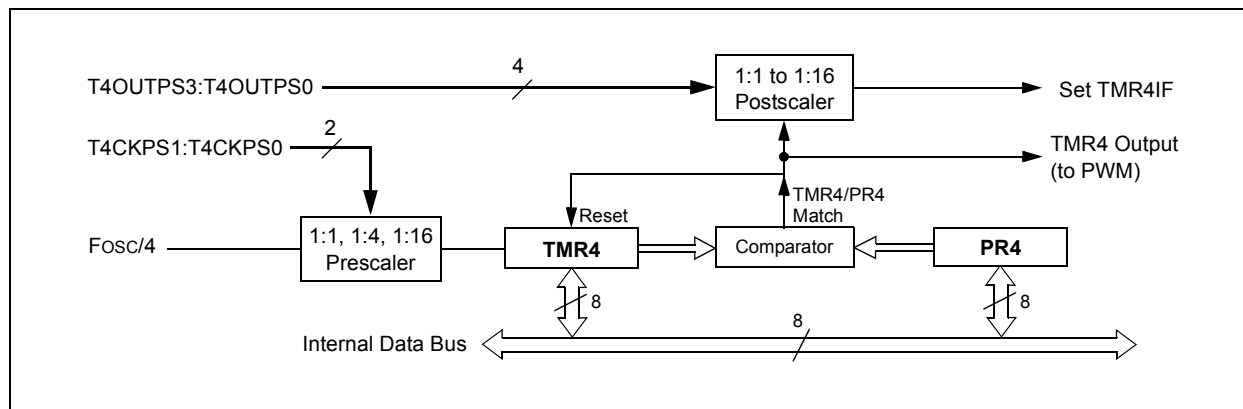 4
1:1 to 1:16
Postscaler
T4OUTPS3:T4OUTPS0
Set TMR4IF
2
T4CKPS1:T4CKPS0
TMR4 Output
(to PWM)
TMR4/PR4
Match
Reset
1:1, 1:4, 1:16
Prescaler
FOSC/4
TMR4
Comparator
PR4
8
8
8
Internal Data Bus